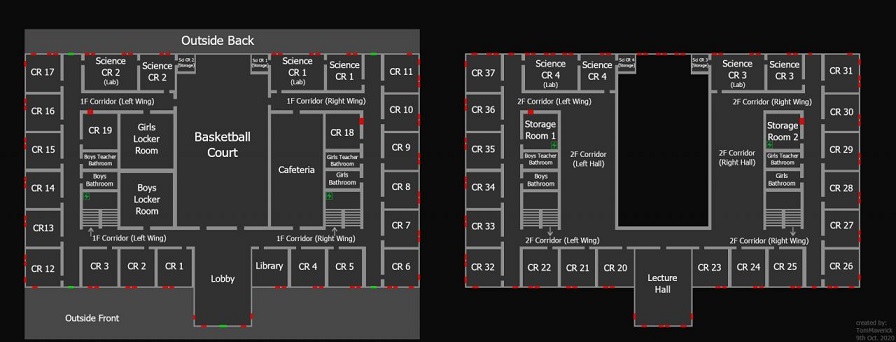 Outside Back
CR 17
Science
CR 2
(Lab)
Science
CR 2
Sci CR 2
(Storage)
Sci CR 1
(Storage)
Science
CR 1
(Lab)
Science
CR 1
CR 11
1F Corridor (Left Wing)
1F Corridor (Right Wing)
CR 16
CR 10
CR 19
Girls
Locker
Room
Basketball
Court
CR 18
CR 15
CR 9
Boys Teacher
Bathroom
Cafeteria
Girls Teacher
Bathroom
CR 14
Boys
Bathroom
Girls
Bathroom
CR 8
Boys
Locker
Room
CR13
CR 7
1F Corridor (Left Wing)
1F Corridor (Right Wing)
CR 12
CR 3
CR 2
CR 1
Lobby
Library
CR 4
CR 5
CR 6
Outside Front
CR 37
Science
CR 4
(Lab)
Science
CR 4
Sci CR 4
(Storage)
Sci CR 3
(Storage)
Science
CR 3
(Lab)
Science
CR 3
CR 31
2F Corridor (Left Wing)
2F Corridor (Right Wing)
CR 36
CR 30
Storage
Room 1
Storage
Room 2
CR 35
Boys Teacher
Bathroom
2F Corridor
(Left Hall)
2F Corridor
(Right Hall)
Girls Teacher
Bathroom
CR 29
CR 34
Boys
Bathroom
Girls
Bathroom
CR 28
CR 33
CR 27
2F Corridor (Left Wing)
2F Corridor (Right Wing)
CR 32
CR 22
CR 21
CR 20
Lecture
Hall
CR 23
CR 24
CR 25
CR 26
created by:
TomMaverick
9th Oct, 2020